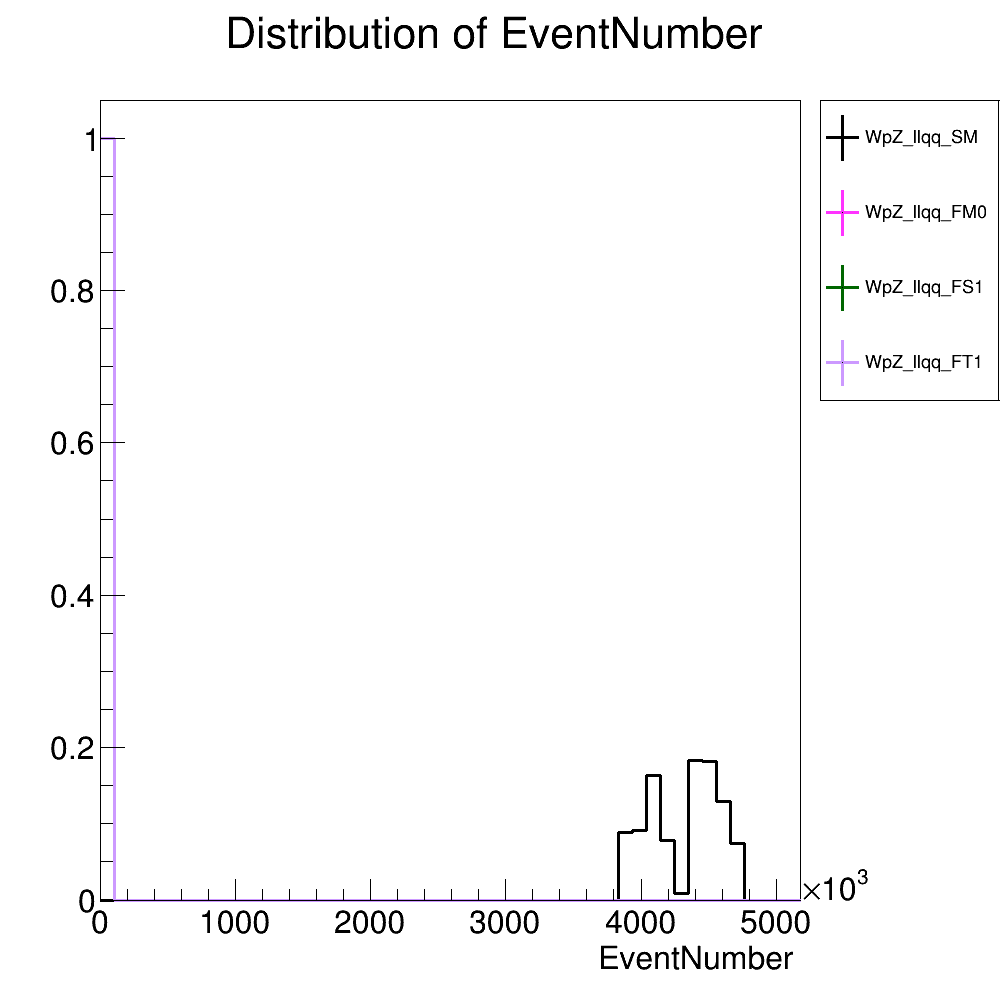 Distribution of EventNumber
1
0.8
0.6
0.4
0.2
0
0 1000 2000 3000 4000 5000
×10³
EventNumber
WpZ_llqq_SM
WpZ_llqq_FM0
WpZ_llqq_FS1
WpZ_llqq_FT1